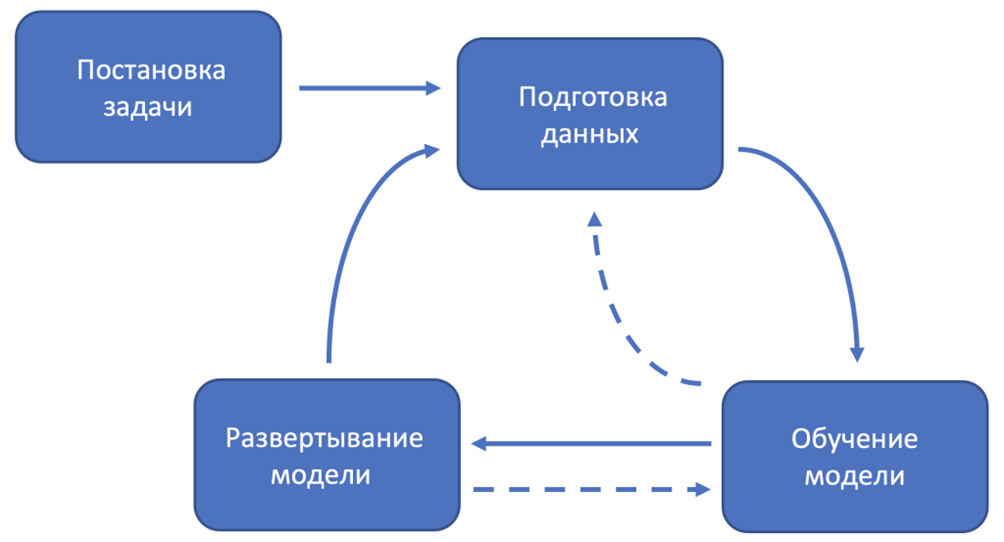 Постановка
задачи
Подготовка
данных
Развертывание
модели
Обучение
модели